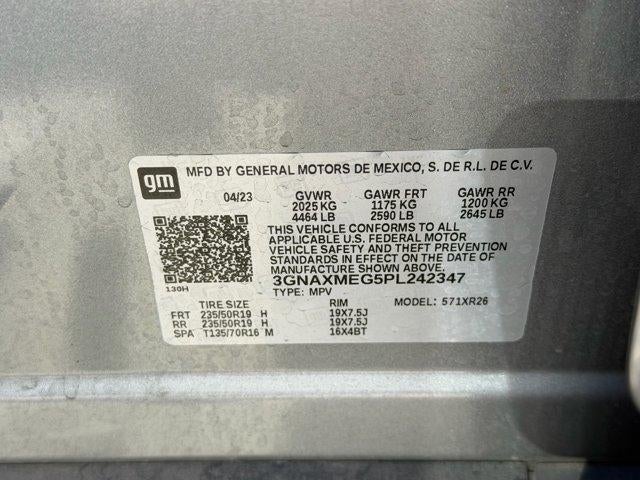 gm MFD BY GENERAL MOTORS DE MEXICO, S. DE R.L. DE C.V.
04/23 GVWR GAWR FRT GAWR RR
2025 KG 1175 KG 1200 KG
4464 LB 2590 LB 2645 LB
THIS VEHICLE CONFORMS TO ALL
APPLICABLE U.S. FEDERAL MOTOR
VEHICLE SAFETY AND THEFT PREVENTION
STANDARDS IN EFFECT ON THE DATE OF
MANUFACTURE SHOWN ABOVE.
3GNAXMEG5PL242347
130H TYPE: MPV MODEL: 571XR26
TIRE SIZE RIM
FRT 235/50R19 H 19X7.5J
RR 235/50R19 H 19X7.5J
SPA T135/70R16 M 16X4BT